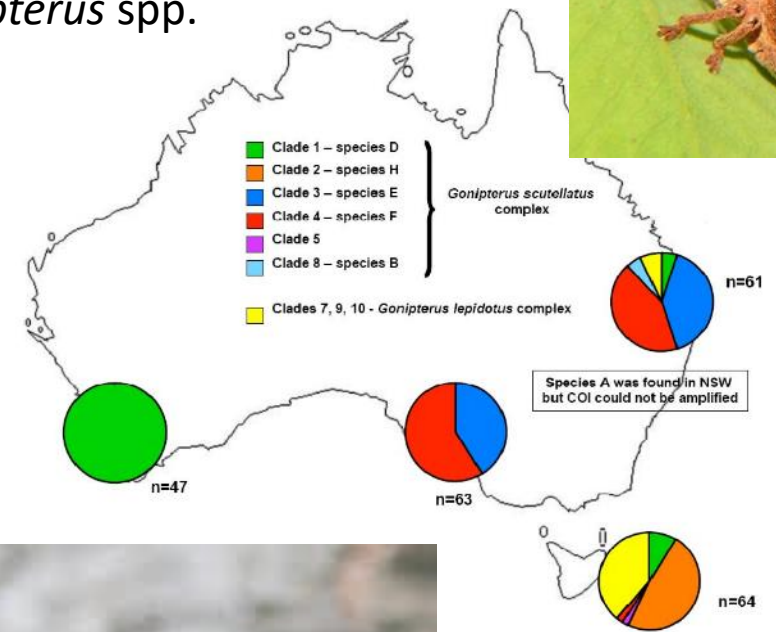 pterus spp.
Clade 1 – species D
Clade 2 – species H
Clade 3 – species E
Clade 4 – species F
Clade 5
Clade 8 – species B
Gonipterus scutellatus
complex
Clades 7, 9, 10 - Gonipterus lepidotus complex
n=61
Species A was found in NSW
but COI could not be amplified
n=47
n=63
n=64